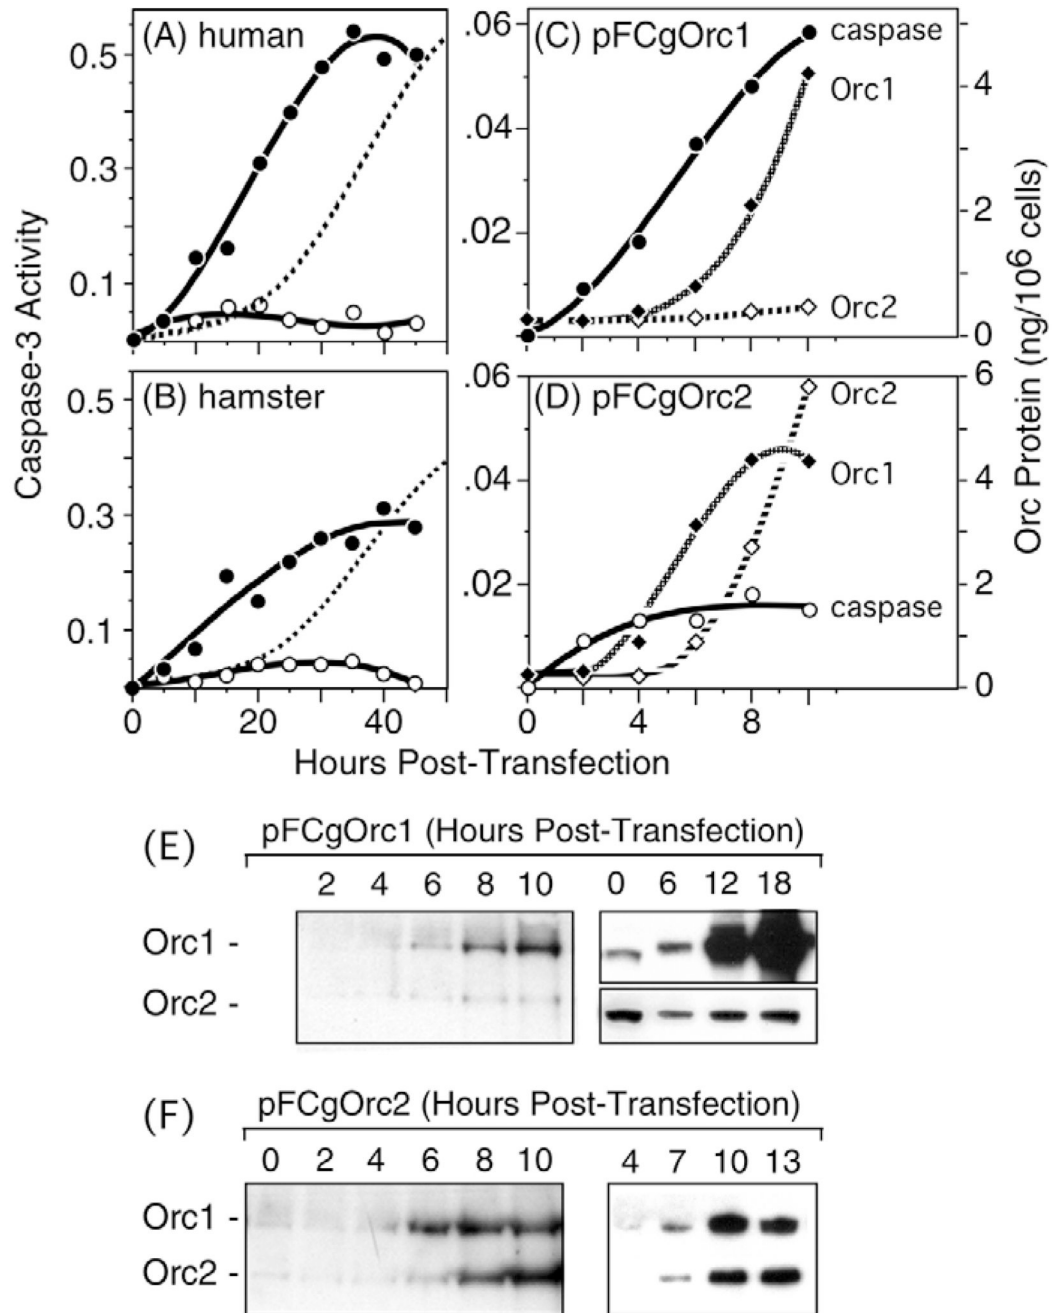 (A) human
0.5
0.3
0.1
(B) hamster
0.5
0.3
0.1
0 20 40
Caspase-3 Activity
(C) pFCgOrc1
.06
.04
.02
caspase
Orc1
Orc2
4
2
0
(D) pFCgOrc2
.06
.04
.02
Orc2
Orc1
caspase
6
4
2
0
0 4 8
Orc Protein (ng/10⁶ cells)
Hours Post-Transfection
(E)
pFCgOrc1 (Hours Post-Transfection)
2 4 6 8 10 0 6 12 18
Orc1 -
Orc2 -
(F)
pFCgOrc2 (Hours Post-Transfection)
0 2 4 6 8 10 4 7 10 13
Orc1 -
Orc2 -